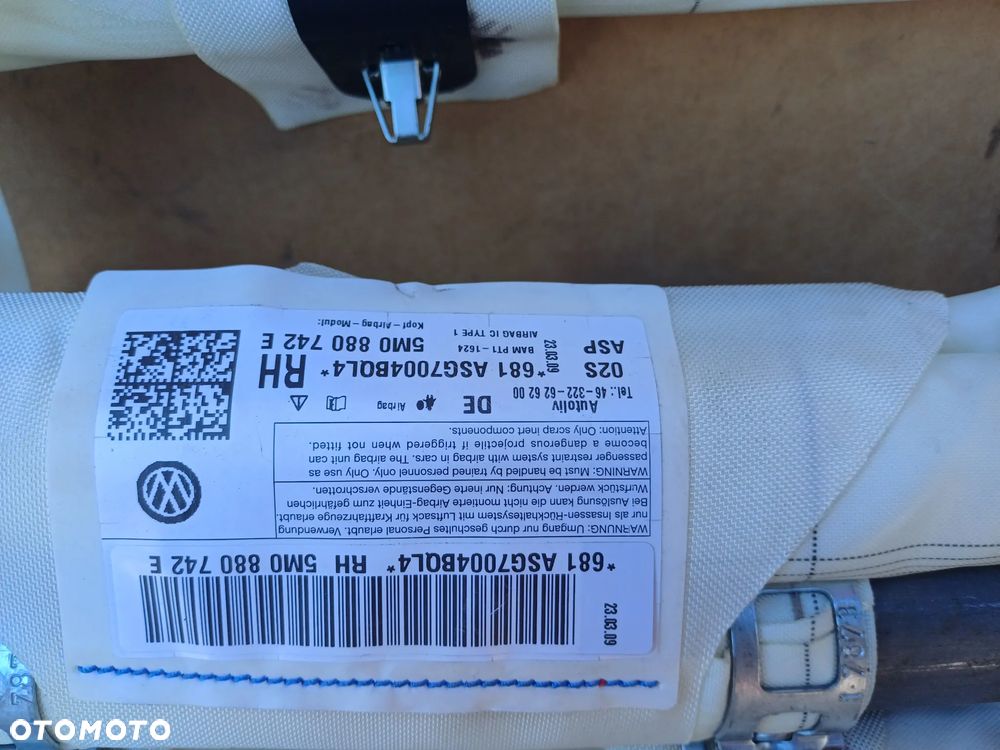 23.03.09
*681 ASG7004BQL4* RH 5M0 880 742 E
WARNUNG: Umgang nur durch geschultes Personal erlaubt. Verwendung
nur als Insassen-Rückhaltesystem mit Luftsack für Kraftfahrzeuge erlaubt.
Bei Auslösung kann die nicht montierte Airbag-Einheit zum gefährlichen
Wurfstück werden. Achtung: Nur inerte Gegenstände verschrotten.
WARNING: Must be handled by trained personnel only. Only use as
passenger restraint system with airbag in cars. The airbag unit can
become a dangerous projectile if triggered when not fitted.
Attention: Only scrap inert components.
Autoliv DE Airbag
Tel.: 46-322-62 62 00
02S *681 ASG7004BQL4* RH
23.03.09 BAM PT1-1624 5M0 880 742 E
ASP AIRBAG IC TYPE 1 Kopf-Airbag-Modul:
17878
OTOMOTO